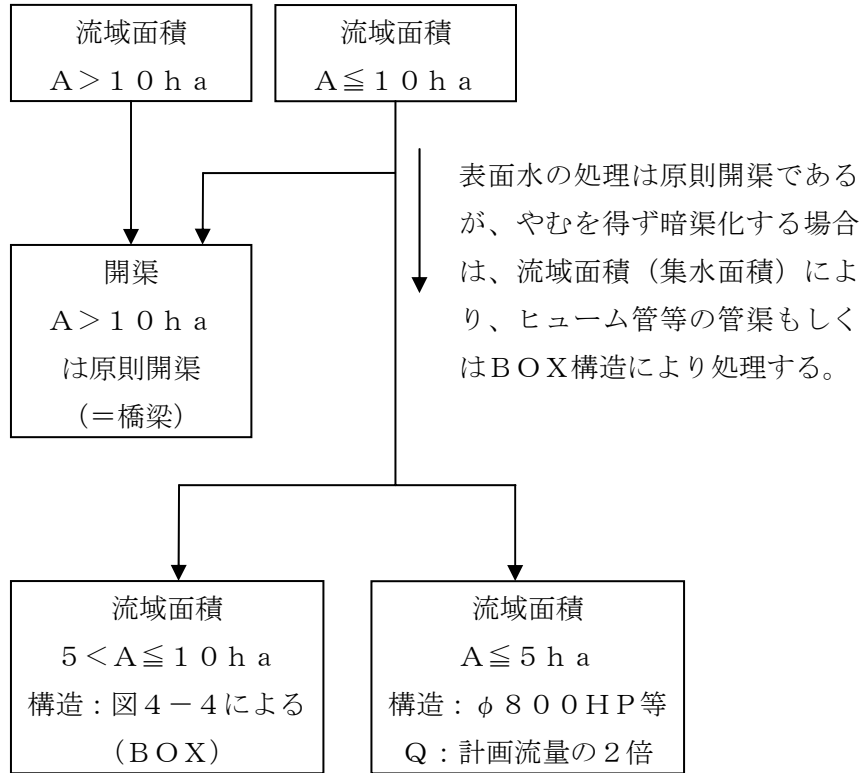 流域面積
A>10ha
流域面積
A≦10ha
表面水の処理は原則開渠である
が、やむを得ず暗渠化する場合
は、流域面積（集水面積）によ
り、ヒューム管等の管渠もしく
はBOX構造により処理する。
開渠
A>10ha
は原則開渠
（＝橋梁）
流域面積
5<A≦10ha
構造：図4－4による
（BOX）
流域面積
A≦5ha
構造：φ800HP等
Q：計画流量の2倍